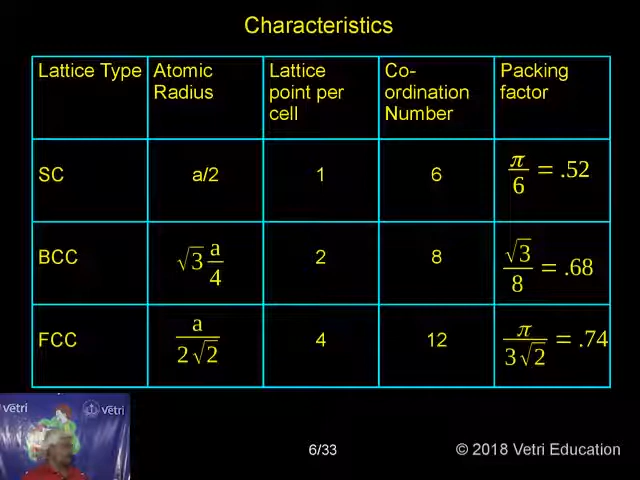 Characteristics
Lattice Type
Atomic
Radius
Lattice
point per
cell
Co-
ordination
Number
Packing
factor
SC
a/2
1
6
π/6 = .52
BCC
√3 a/4
2
8
√3/8 = .68
FCC
a/2√2
4
12
π/3√2 = .74
Vetri
Vetri
6/33
© 2018 Vetri Education